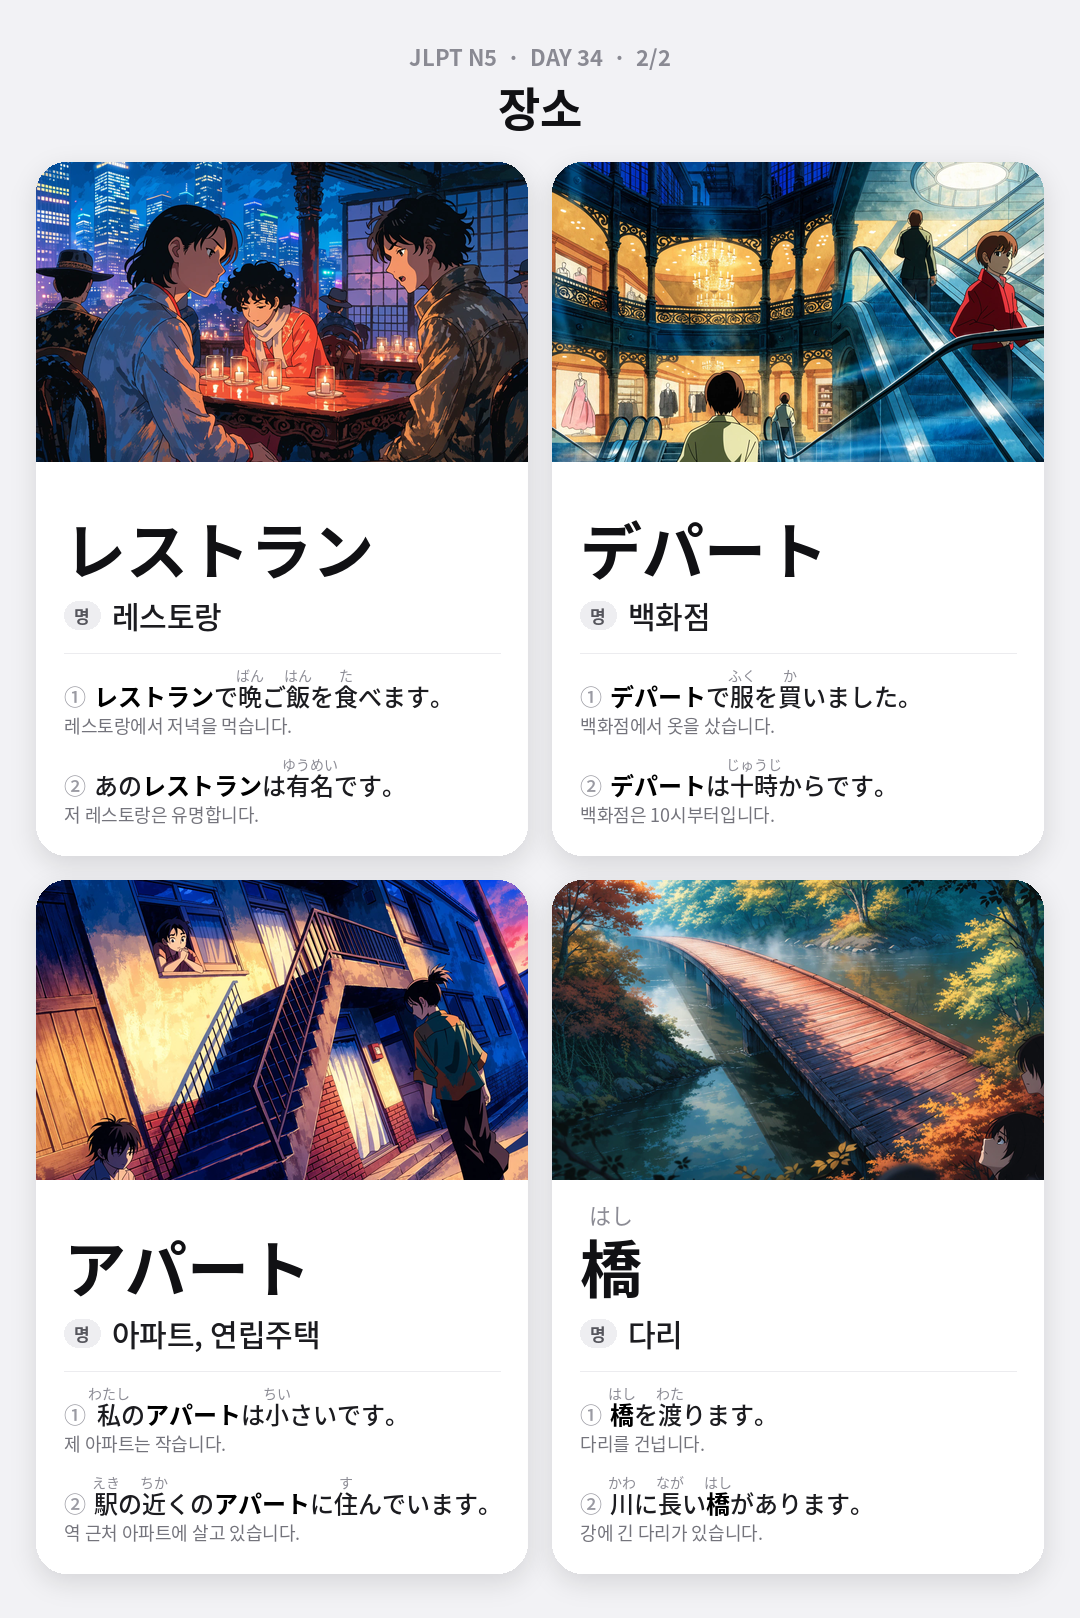 JLPT N5 · DAY 34 · 2/2
장소
レストラン
명 레스토랑
ばん はん た
① レストランで晩ご飯を食べます。
레스토랑에서 저녁을 먹습니다.
ゆうめい
② あのレストランは有名です。
저 레스토랑은 유명합니다.
デパート
명 백화점
ふく か
① デパートで服を買いました。
백화점에서 옷을 샀습니다.
じゅうじ
② デパートは十時からです。
백화점은 10시부터입니다.
アパート
명 아파트, 연립주택
わたし ちい
① 私のアパートは小さいです。
제 아파트는 작습니다.
えき ちか す
② 駅の近くのアパートに住んでいます。
역 근처 아파트에 살고 있습니다.
はし
橋
명 다리
はし わた
① 橋を渡ります。
다리를 건넙니다.
かわ なが はし
② 川に長い橋があります。
강에 긴 다리가 있습니다.